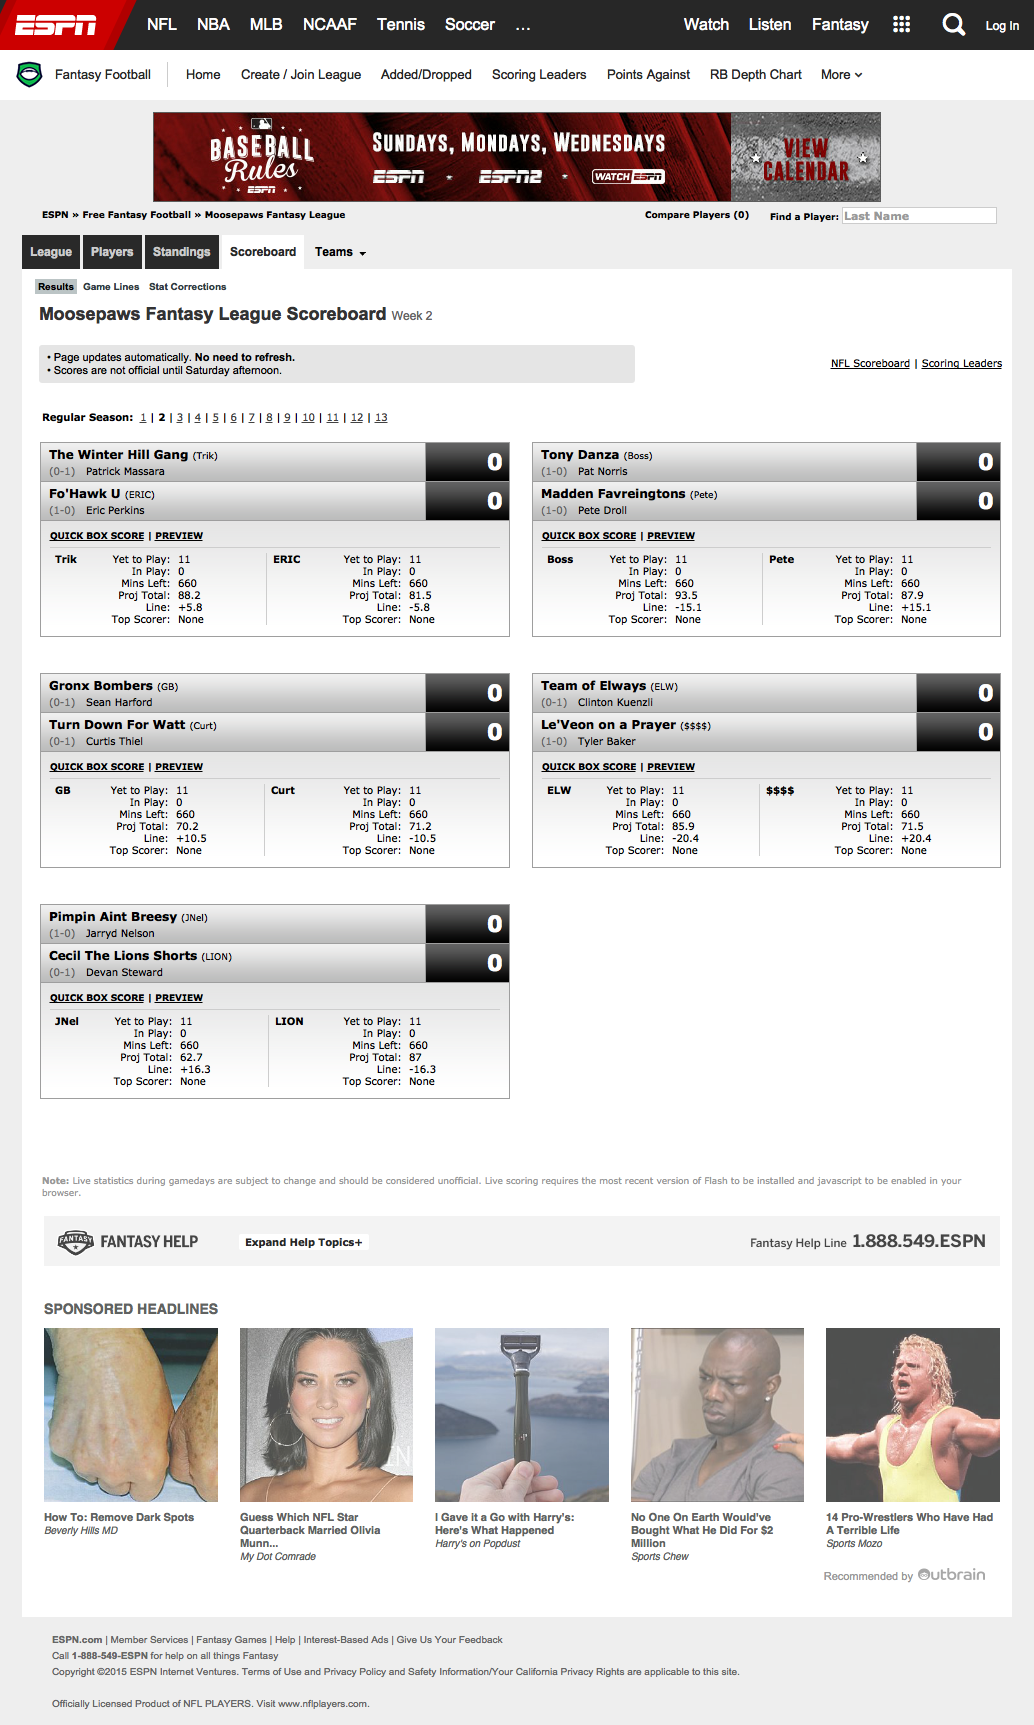 ESPN NFL NBA MLB NCAAF Tennis Soccer ... Watch Listen Fantasy Log In
Fantasy Football Home Create / Join League Added/Dropped Scoring Leaders Points Against RB Depth Chart More
BASEBALL Rules ESPN SUNDAYS, MONDAYS, WEDNESDAYS ESPN ESPN2 WATCH ESPN VIEW CALENDAR
ESPN » Free Fantasy Football » Moosepaws Fantasy League Compare Players (0) Find a Player: Last Name
League Players Standings Scoreboard Teams
Results Game Lines Stat Corrections
Moosepaws Fantasy League Scoreboard Week 2
• Page updates automatically. No need to refresh.
• Scores are not official until Saturday afternoon.
NFL Scoreboard | Scoring Leaders
Regular Season: 1 | 2 | 3 | 4 | 5 | 6 | 7 | 8 | 9 | 10 | 11 | 12 | 13
The Winter Hill Gang (Trik) 0
(0-1) Patrick Massara
Fo'Hawk U (ERIC) 0
(1-0) Eric Perkins
QUICK BOX SCORE | PREVIEW
Trik Yet to Play: 11 ERIC Yet to Play: 11
In Play: 0 In Play: 0
Mins Left: 660 Mins Left: 660
Proj Total: 88.2 Proj Total: 81.5
Line: +5.8 Line: -5.8
Top Scorer: None Top Scorer: None
Tony Danza (Boss) 0
(1-0) Pat Norris
Madden Favreingtons (Pete) 0
(1-0) Pete Droll
QUICK BOX SCORE | PREVIEW
Boss Yet to Play: 11 Pete Yet to Play: 11
In Play: 0 In Play: 0
Mins Left: 660 Mins Left: 660
Proj Total: 93.5 Proj Total: 87.9
Line: -15.1 Line: +15.1
Top Scorer: None Top Scorer: None
Gronx Bombers (GB) 0
(0-1) Sean Harford
Turn Down For Watt (Curt) 0
(0-1) Curtis Thiel
QUICK BOX SCORE | PREVIEW
GB Yet to Play: 11 Curt Yet to Play: 11
In Play: 0 In Play: 0
Mins Left: 660 Mins Left: 660
Proj Total: 70.2 Proj Total: 71.2
Line: +10.5 Line: -10.5
Top Scorer: None Top Scorer: None
Team of Elways (ELW) 0
(0-1) Clinton Kuenzli
Le'Veon on a Prayer ($$$$) 0
(1-0) Tyler Baker
QUICK BOX SCORE | PREVIEW
ELW Yet to Play: 11 $$$$ Yet to Play: 11
In Play: 0 In Play: 0
Mins Left: 660 Mins Left: 660
Proj Total: 85.9 Proj Total: 71.5
Line: -20.4 Line: +20.4
Top Scorer: None Top Scorer: None
Pimpin Aint Breesy (JNel) 0
(1-0) Jarryd Nelson
Cecil The Lions Shorts (LION) 0
(0-1) Devan Steward
QUICK BOX SCORE | PREVIEW
JNel Yet to Play: 11 LION Yet to Play: 11
In Play: 0 In Play: 0
Mins Left: 660 Mins Left: 660
Proj Total: 62.7 Proj Total: 87
Line: +16.3 Line: -16.3
Top Scorer: None Top Scorer: None
Note: Live statistics during gamedays are subject to change and should be considered unofficial. Live scoring requires the most recent version of Flash to be installed and javascript to be enabled in your
browser.
FANTASY FANTASY HELP Expand Help Topics+ Fantasy Help Line 1.888.549.ESPN
SPONSORED HEADLINES
How To: Remove Dark Spots
Beverly Hills MD
Guess Which NFL Star
Quarterback Married Olivia
Munn...
My Dot Comrade
I Gave it a Go with Harry's:
Here's What Happened
Harry's on Popdust
No One On Earth Would've
Bought What He Did For $2
Million
Sports Chew
14 Pro-Wrestlers Who Have Had
A Terrible Life
Sports Mozo
Recommended by Outbrain
ESPN.com | Member Services | Fantasy Games | Help | Interest-Based Ads | Give Us Your Feedback
Call 1-888-549-ESPN for help on all things Fantasy
Copyright ©2015 ESPN Internet Ventures. Terms of Use and Privacy Policy and Safety Information/Your California Privacy Rights are applicable to this site.
Officially Licensed Product of NFL PLAYERS. Visit www.nflplayers.com.